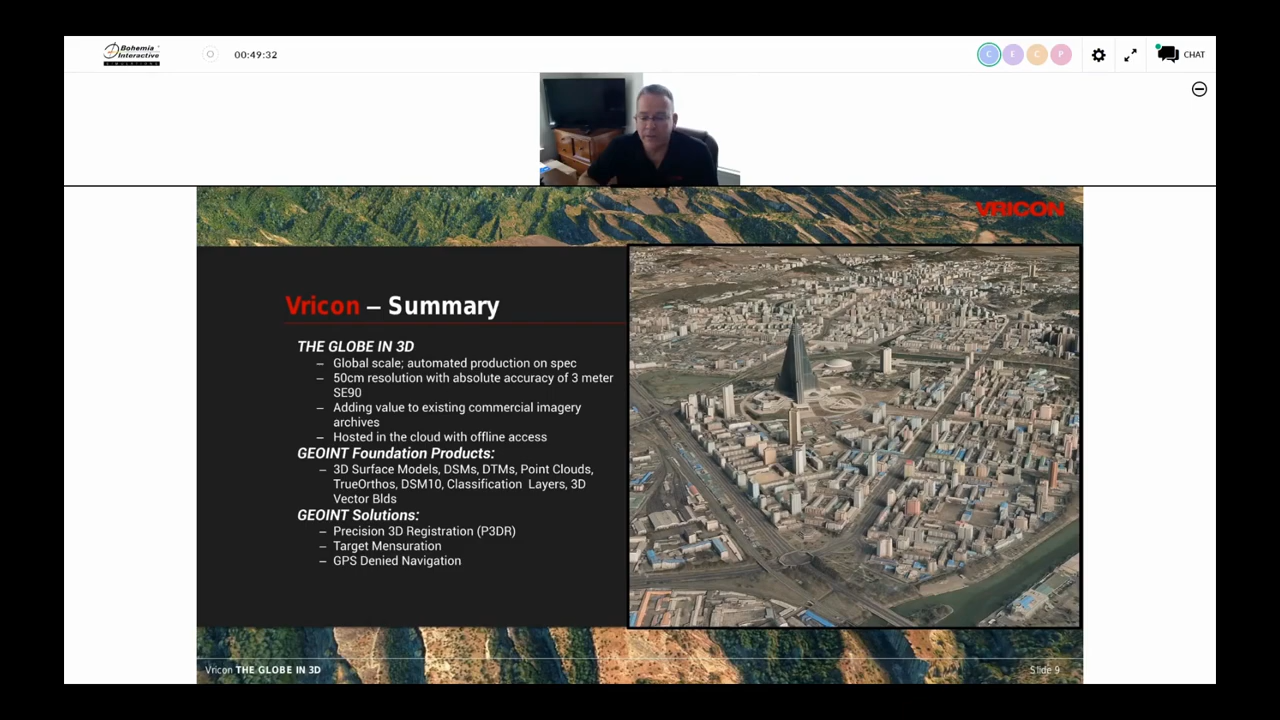 Bohemia
Interactive
SIMULATIONS
00:49:32
C E C P
CHAT
VRICON
Vricon – Summary
THE GLOBE IN 3D
– Global scale; automated production on spec
– 50cm resolution with absolute accuracy of 3 meter
SE90
– Adding value to existing commercial imagery
archives
– Hosted in the cloud with offline access
GEOINT Foundation Products:
– 3D Surface Models, DSMs, DTMs, Point Clouds,
TrueOrthos, DSM10, Classification Layers, 3D
Vector Blds
GEOINT Solutions:
– Precision 3D Registration (P3DR)
– Target Mensuration
– GPS Denied Navigation
Vricon THE GLOBE IN 3D
Slide 9